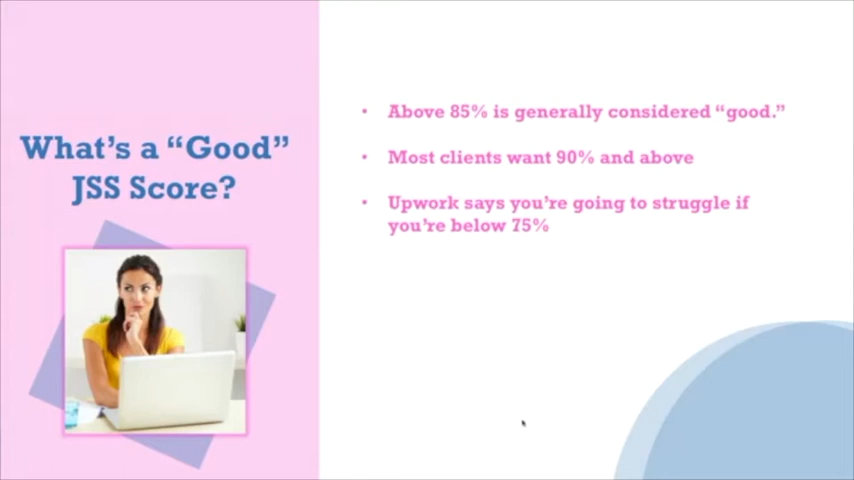 What's a “Good”
JSS Score?
• Above 85% is generally considered “good.”
• Most clients want 90% and above
• Upwork says you're going to struggle if
you're below 75%